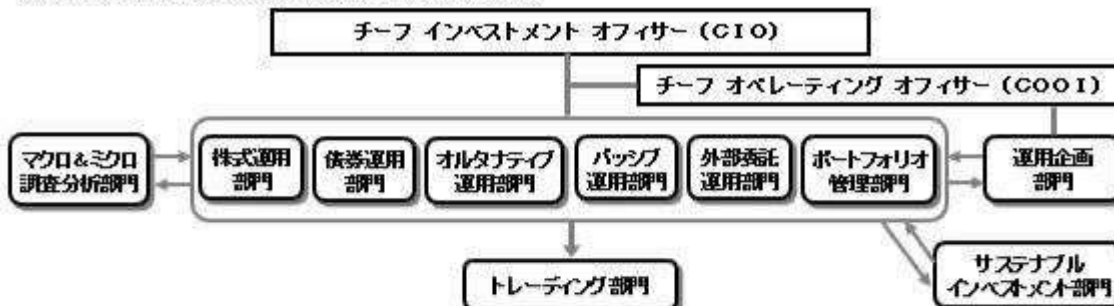 チーフ インベストメント オフィサー (CIO)
チーフ オペレーティング オフィサー (COOI)
マクロ&ミクロ
調査分析部門
株式運用
部門
債券運用
部門
オルタナティブ
運用部門
パッシブ
運用部門
外部委託
運用部門
ポートフォリオ
管理部門
運用企画
部門
トレーディング部門
サステナブル
インベストメント部門